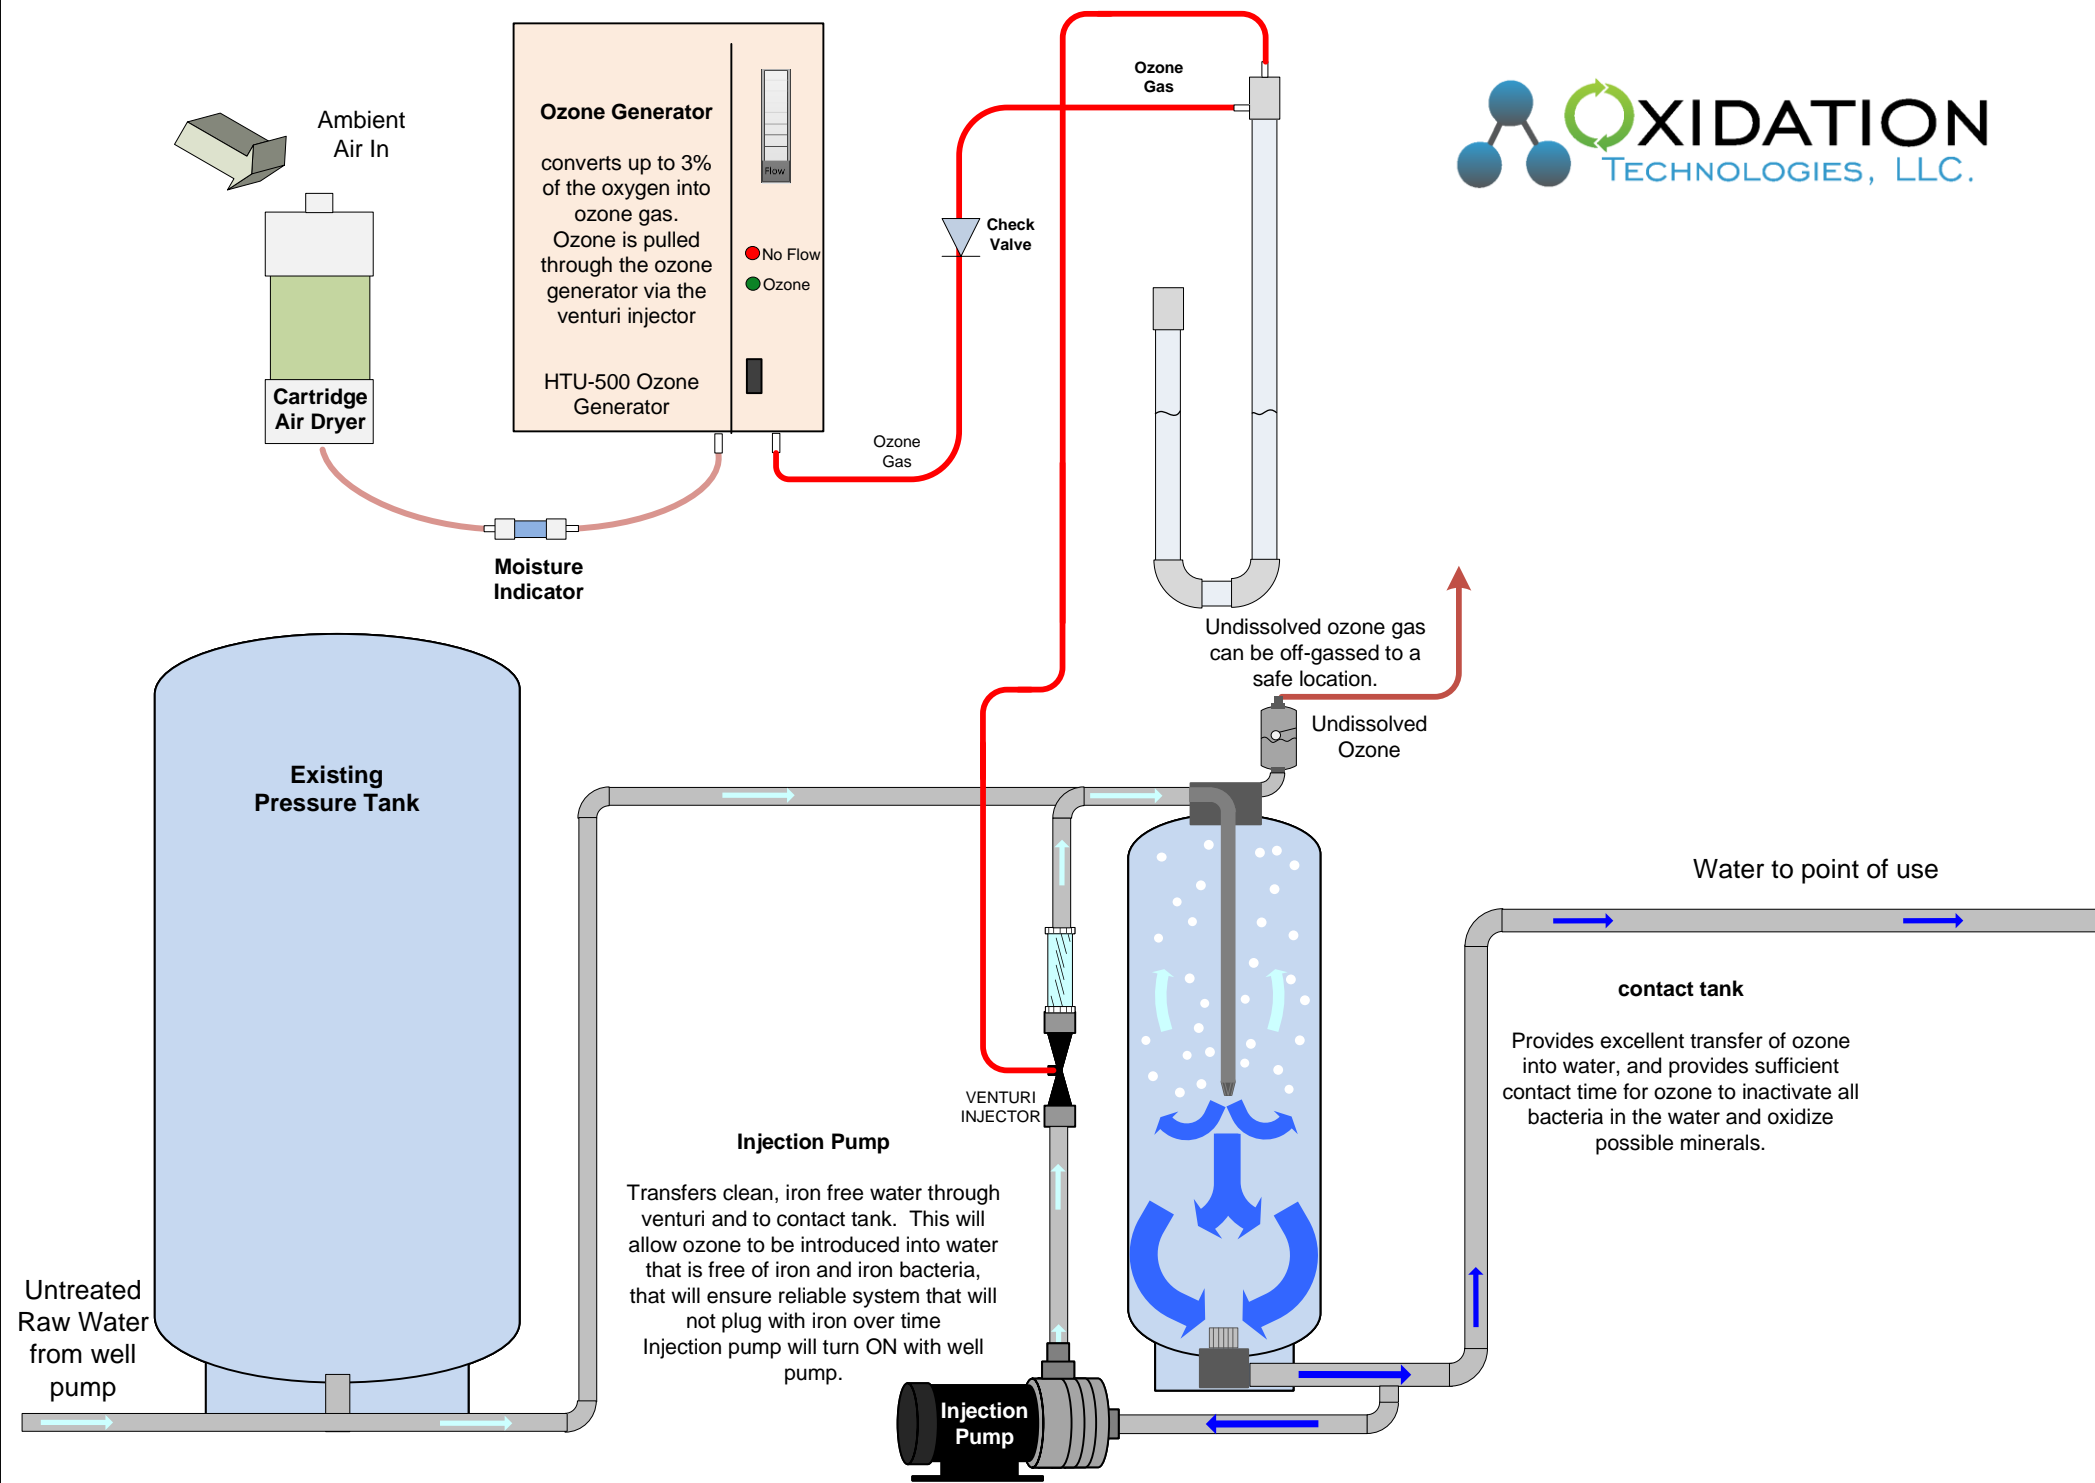 Ambient
Air In
Cartridge
Air Dryer
Moisture
Indicator
Ozone Generator
converts up to 3%
of the oxygen into
ozone gas.
Ozone is pulled
through the ozone
generator via the
venturi injector
HTU-500 Ozone
Generator
Flow
No Flow
Ozone
Ozone
Gas
Check
Valve
Ozone
Gas
OXIDATION
TECHNOLOGIES, LLC.
Undissolved ozone gas
can be off-gassed to a
safe location.
Undissolved
Ozone
Existing
Pressure Tank
Untreated
Raw Water
from well
pump
VENTURI
INJECTOR
Injection Pump
Transfers clean, iron free water through
venturi and to contact tank. This will
allow ozone to be introduced into water
that is free of iron and iron bacteria,
that will ensure reliable system that will
not plug with iron over time
Injection pump will turn ON with well
pump.
Injection
Pump
Water to point of use
contact tank
Provides excellent transfer of ozone
into water, and provides sufficient
contact time for ozone to inactivate all
bacteria in the water and oxidize
possible minerals.